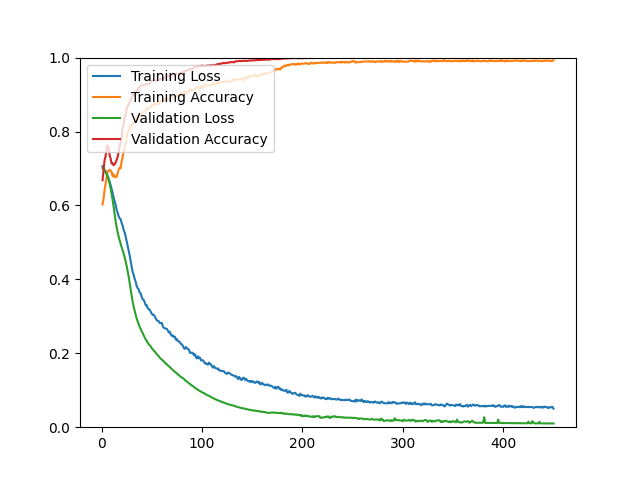 1.0
0.8
0.6
0.4
0.2
0.0
Training Loss
Training Accuracy
Validation Loss
Validation Accuracy
0 100 200 300 400